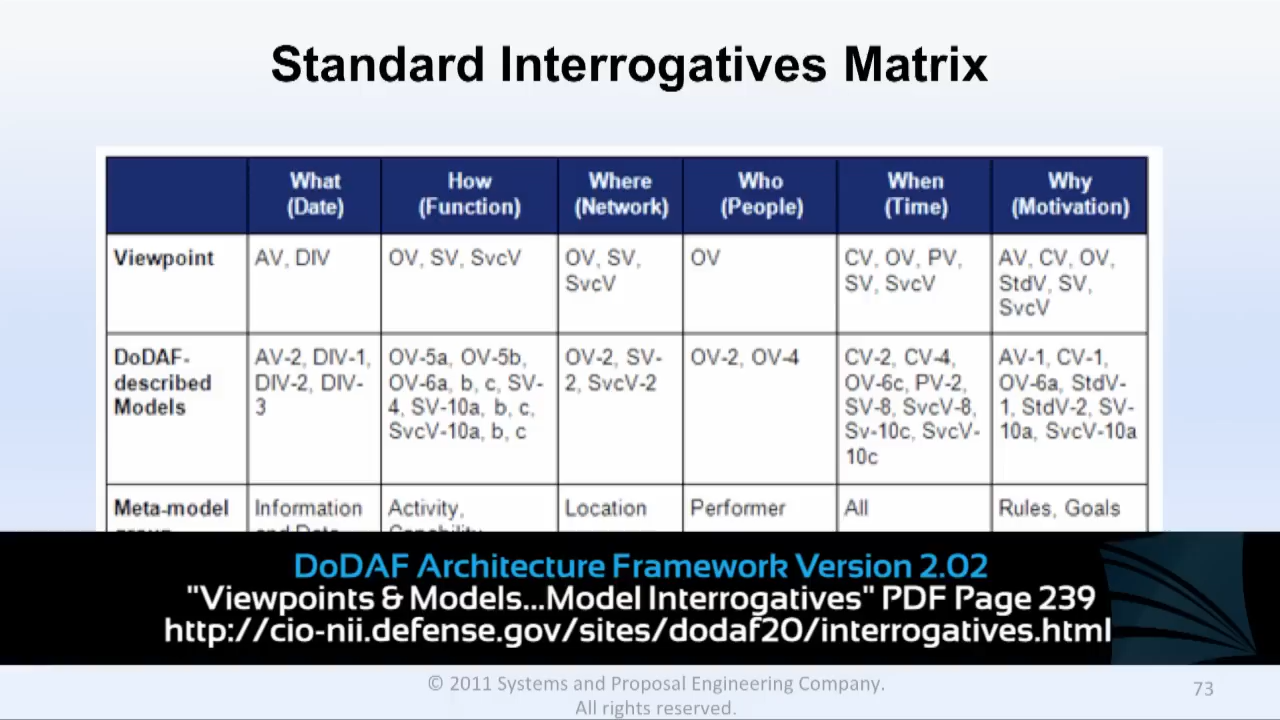 Standard Interrogatives Matrix
What (Date)
How (Function)
Where (Network)
Who (People)
When (Time)
Why (Motivation)
Viewpoint
AV, DIV
OV, SV, SvcV
OV, SV,
SvcV
OV
CV, OV, PV,
SV, SvcV
AV, CV, OV,
StdV, SV,
SvcV
DoDAF-
described
Models
AV-2, DIV-1,
DIV-2, DIV-
3
OV-5a, OV-5b,
OV-6a, b, c, SV-
4, SV-10a, b, c,
SvcV-10a, b, c
OV-2, SV-
2, SvcV-2
OV-2, OV-4
CV-2, CV-4,
OV-6c, PV-2,
SV-8, SvcV-8,
Sv-10c, SvcV-
10c
AV-1, CV-1,
OV-6a, StdV-
1, StdV-2, SV-
10a, SvcV-10a
Meta-model
Information
Activity,
Location
Performer
All
Rules, Goals
DoDAF Architecture Framework Version 2.02
"Viewpoints & Models...Model Interrogatives" PDF Page 239
http://cio-nii.defense.gov/sites/dodaf20/interrogatives.html
© 2011 Systems and Proposal Engineering Company.
All rights reserved.
73